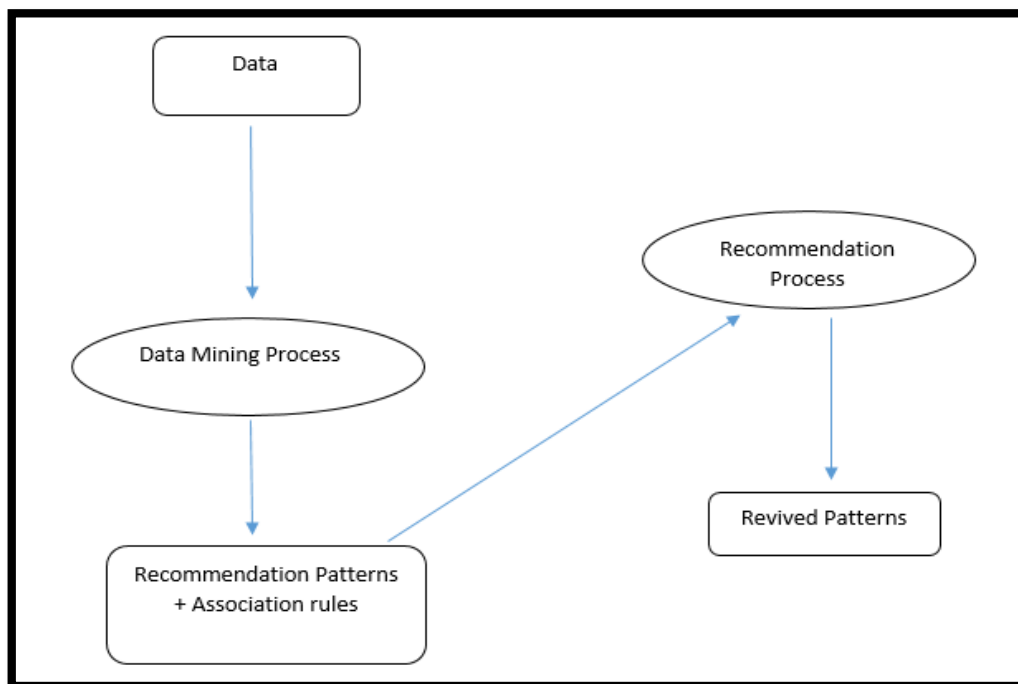 Data
Data Mining Process
Recommendation Patterns
+ Association rules
Recommendation
Process
Revived Patterns